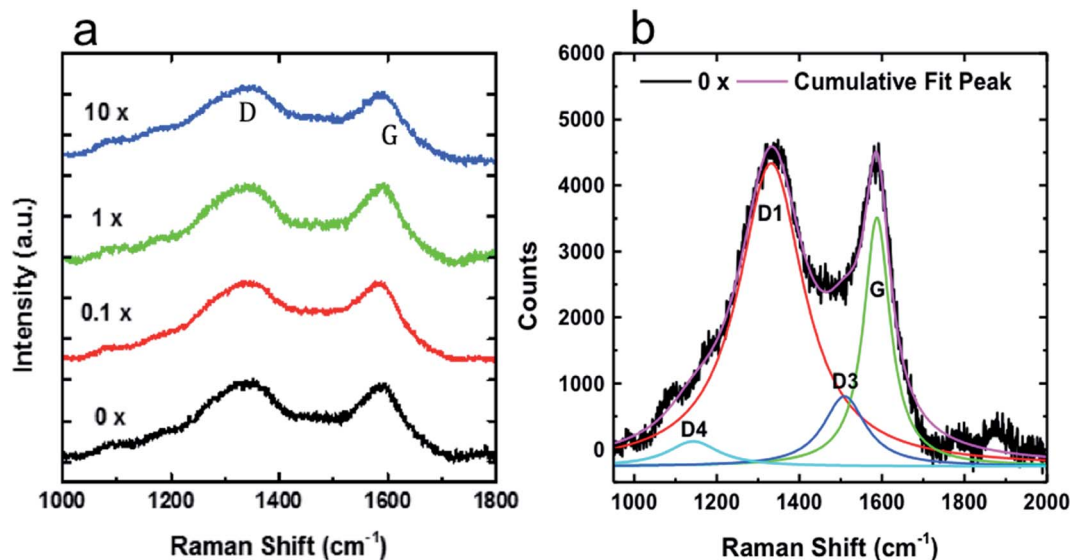 a
Intensity (a.u.)
10 x
D
G
1 x
0.1 x
0 x
1000 1200 1400 1600 1800
Raman Shift (cm⁻¹)
b
6000
5000
4000
3000
2000
1000
0
Counts
0 x Cumulative Fit Peak
D1
G
D3
D4
1000 1200 1400 1600 1800 2000
Raman Shift (cm⁻¹)